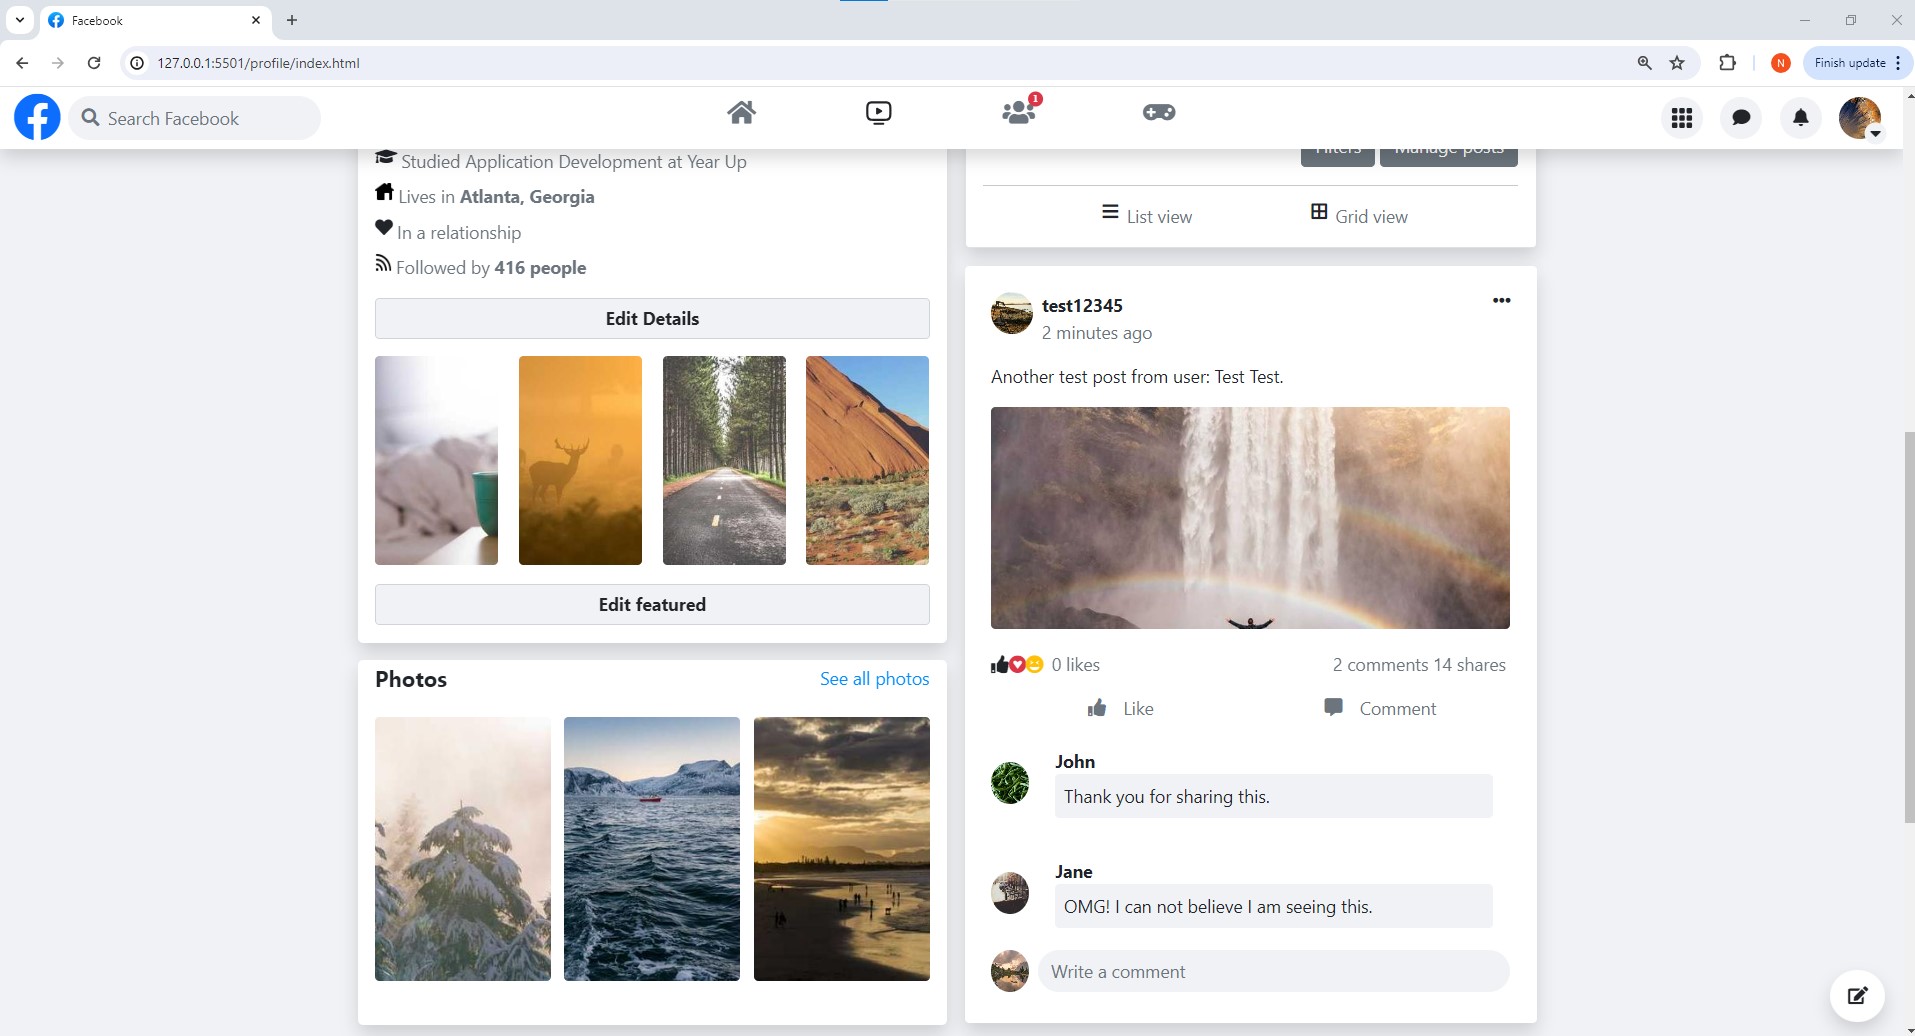 Facebook
127.0.0.1:5501/profile/index.html
N
Finish update
Search Facebook
1
Studied Application Development at Year Up
Lives in Atlanta, Georgia
In a relationship
Followed by 416 people
Edit Details
Edit featured
Photos
See all photos
Filters
Manage posts
List view
Grid view
test12345
2 minutes ago
Another test post from user: Test Test.
0 likes
2 comments 14 shares
Like
Comment
John
Thank you for sharing this.
Jane
OMG! I can not believe I am seeing this.
Write a comment